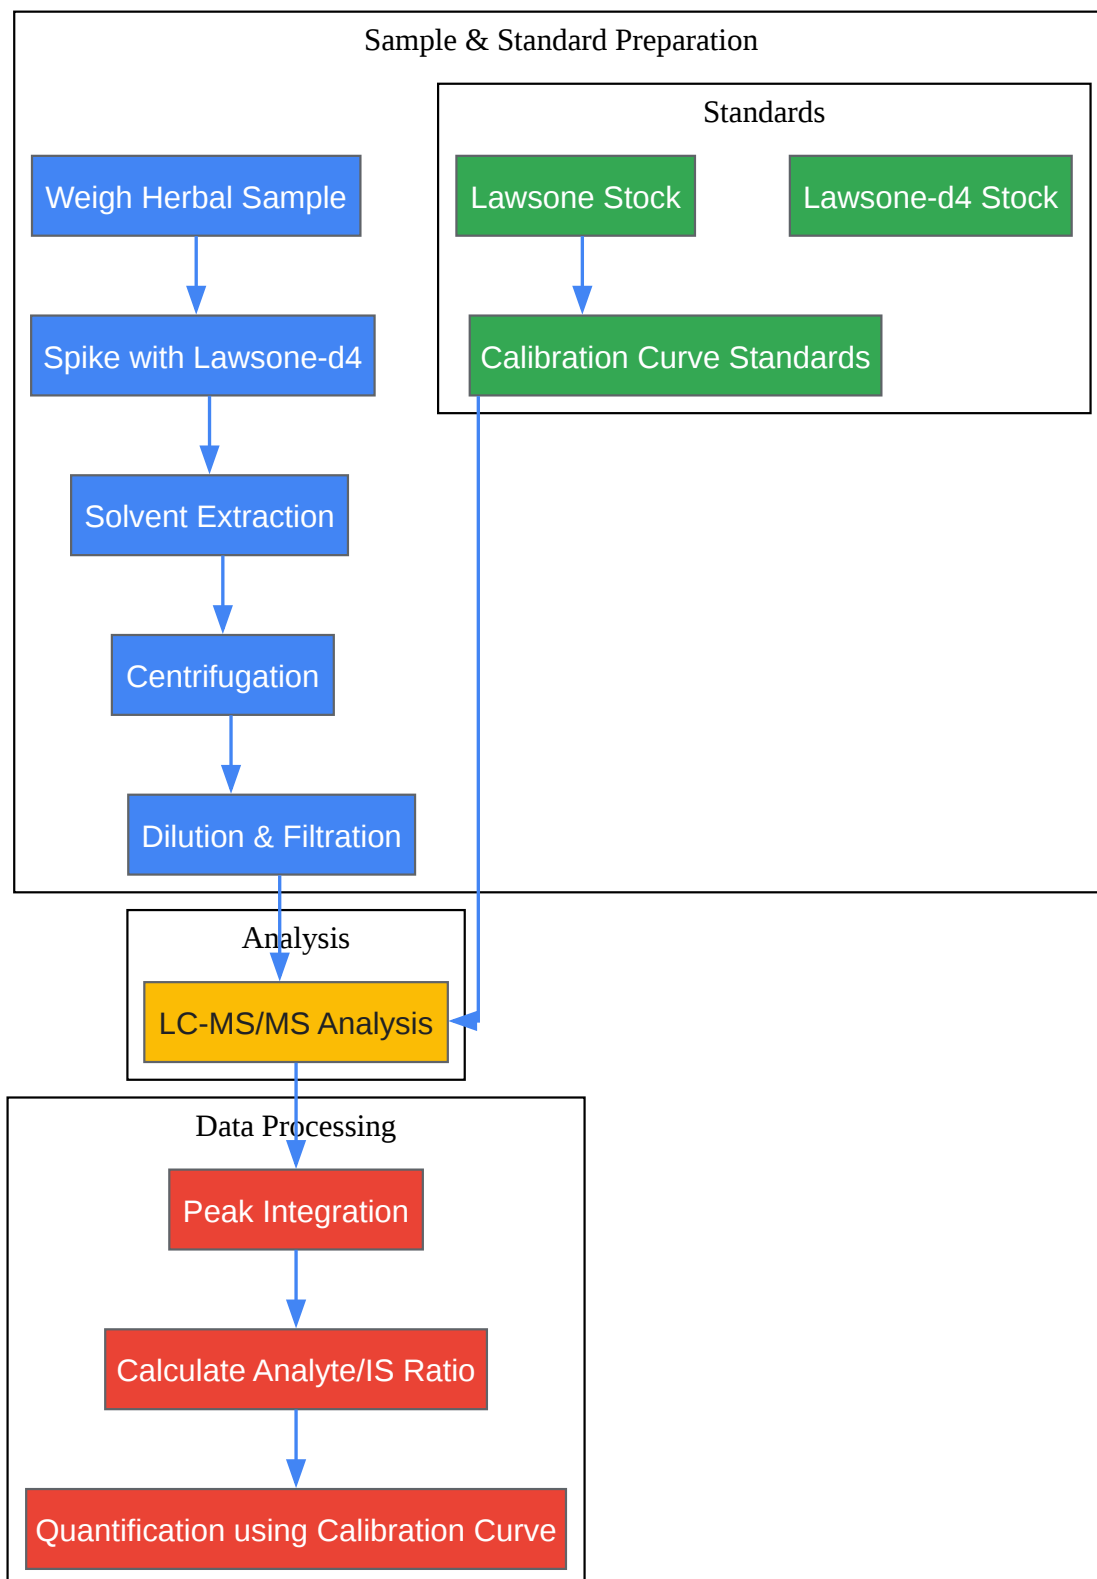 Sample & Standard Preparation
Standards
Weigh Herbal Sample
Lawsone Stock
Lawsone-d4 Stock
Spike with Lawsone-d4
Calibration Curve Standards
Solvent Extraction
Centrifugation
Dilution & Filtration
Analysis
LC-MS/MS Analysis
Data Processing
Peak Integration
Calculate Analyte/IS Ratio
Quantification using Calibration Curve